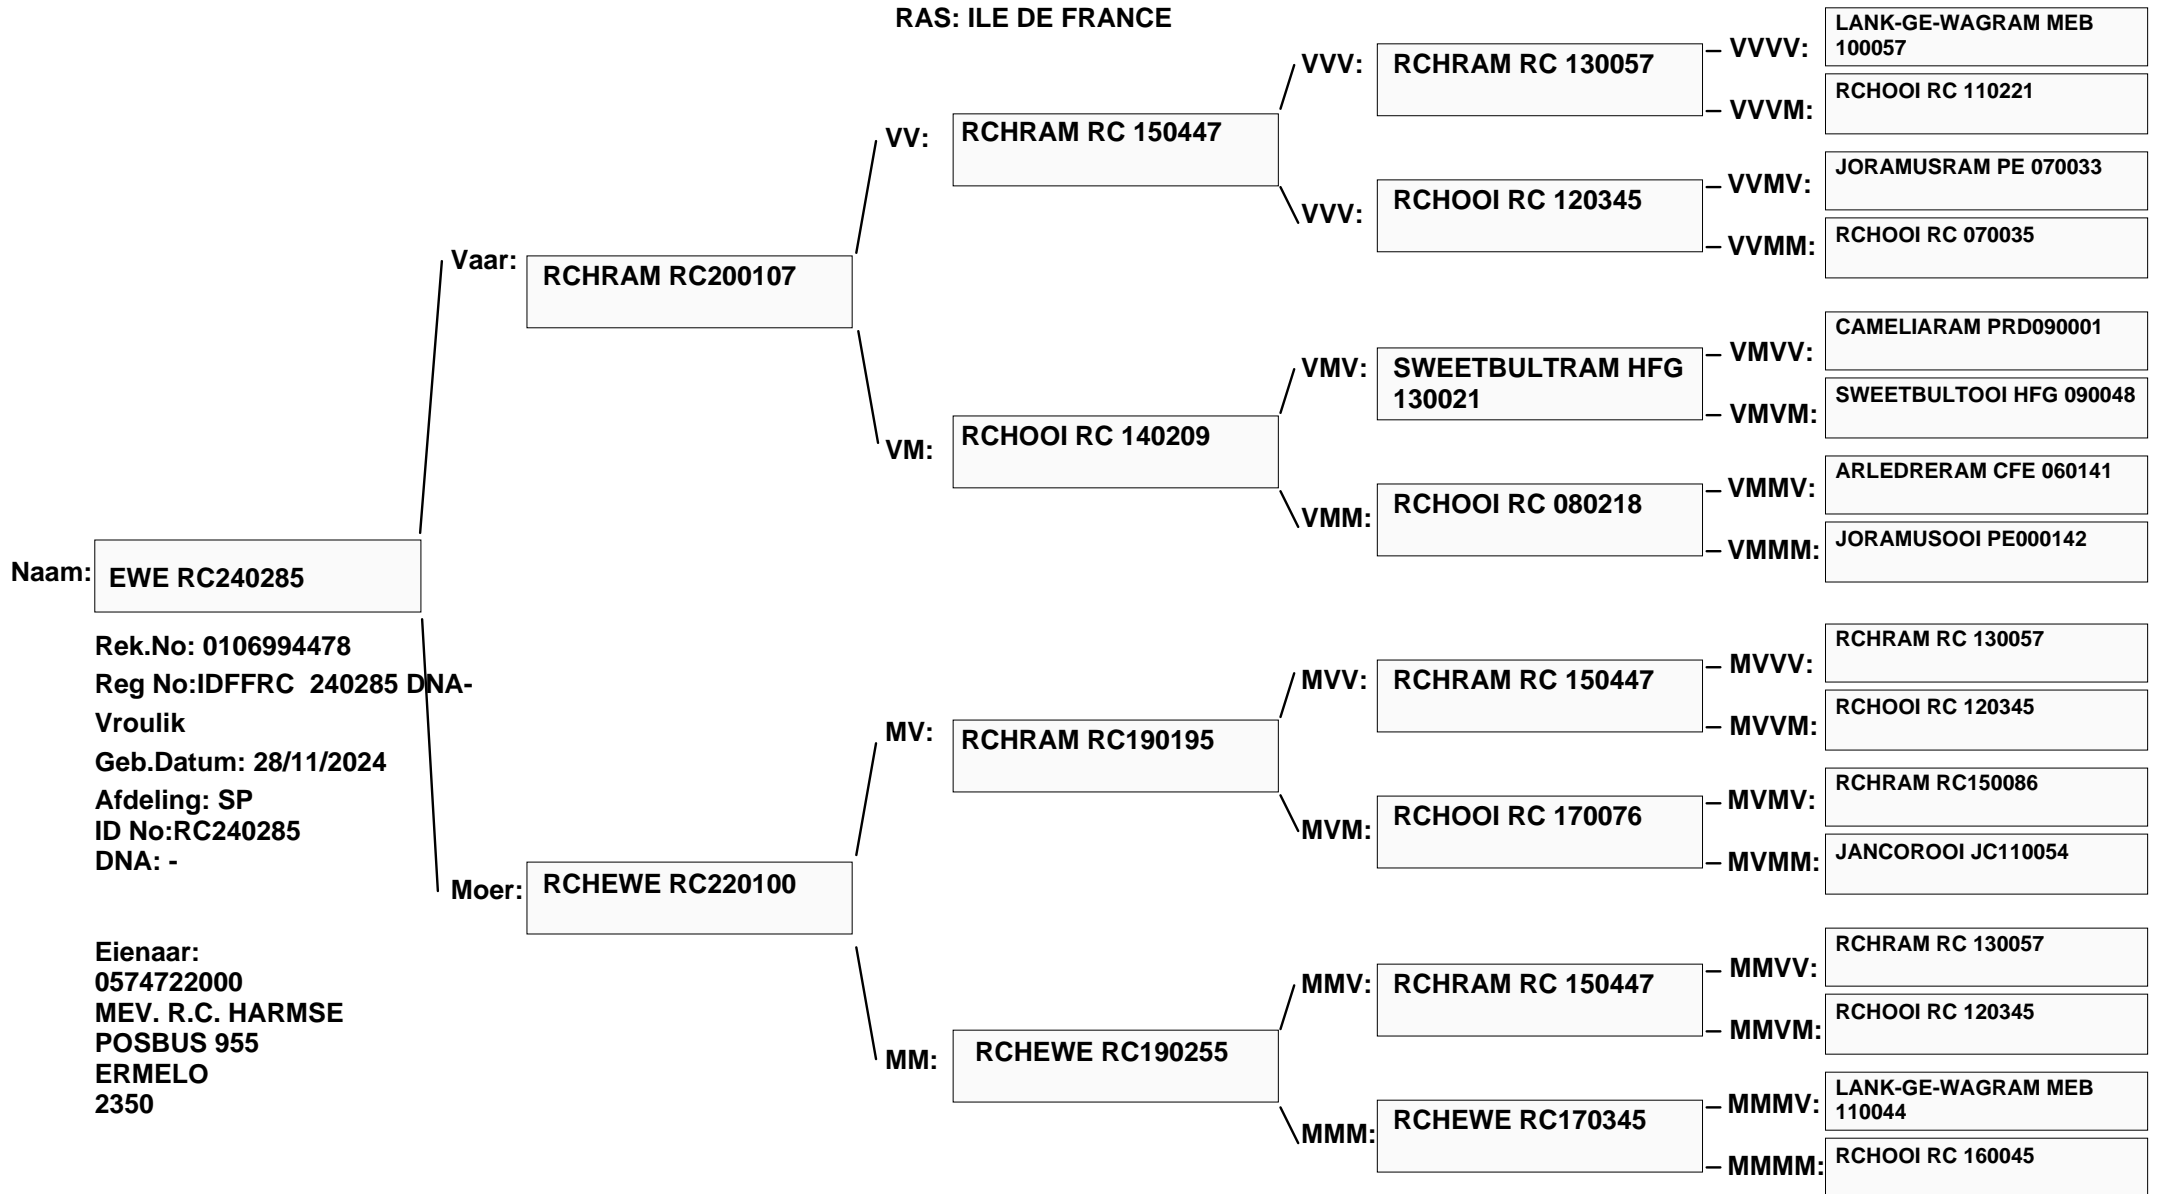 RAS: ILE DE FRANCE
Naam:
EWE RC240285
Rek.No: 0106994478
Reg No:IDFFRC  240285 DNA-
Vroulik
Geb.Datum: 28/11/2024
Afdeling: SP
ID No:RC240285
DNA: -
Eienaar:
0574722000
MEV. R.C. HARMSE
POSBUS 955
ERMELO
2350
Vaar:
RCHRAM RC200107
Moer:
RCHEWE RC220100
VV:
RCHRAM RC 150447
VM:
RCHOOI RC 140209
MV:
RCHRAM RC190195
MM:
RCHEWE RC190255
VVV:
RCHRAM RC 130057
VVV:
RCHOOI RC 120345
VMV:
SWEETBULTRAM HFG
130021
VMM:
RCHOOI RC 080218
MVV:
RCHRAM RC 150447
MVM:
RCHOOI RC 170076
MMV:
RCHRAM RC 150447
MMM:
RCHEWE RC170345
VVVV:
LANK-GE-WAGRAM MEB
100057
VVVM:
RCHOOI RC 110221
VVMV:
JORAMUSRAM PE 070033
VVMM:
RCHOOI RC 070035
VMVV:
CAMELIARAM PRD090001
VMVM:
SWEETBULTOOI HFG 090048
VMMV:
ARLEDRERAM CFE 060141
VMMM:
JORAMUSOOI PE000142
MVVV:
RCHRAM RC 130057
MVVM:
RCHOOI RC 120345
MVMV:
RCHRAM RC150086
MVMM:
JANCOROOI JC110054
MMVV:
RCHRAM RC 130057
MMVM:
RCHOOI RC 120345
MMMV:
LANK-GE-WAGRAM MEB
110044
MMMM:
RCHOOI RC 160045